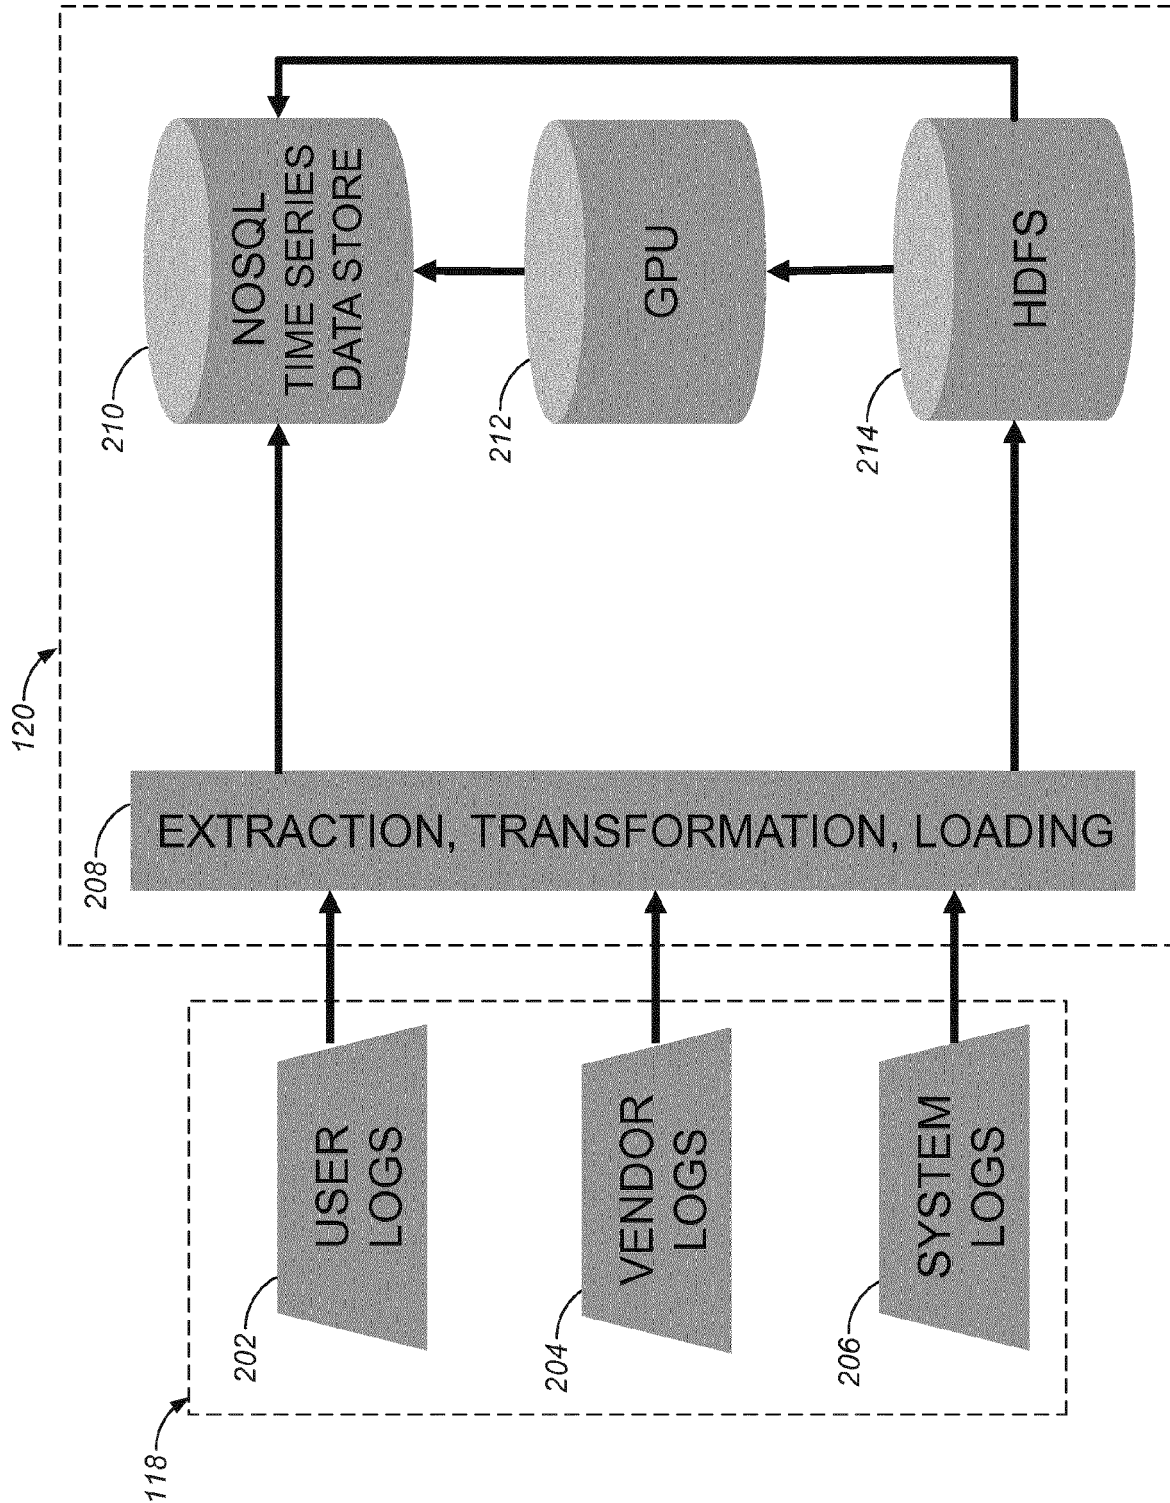 118
202
USER
LOGS
204
VENDOR
LOGS
206
SYSTEM
LOGS
120
208
EXTRACTION, TRANSFORMATION, LOADING
210
NOSQL
TIME SERIES
DATA STORE
212
GPU
214
HDFS